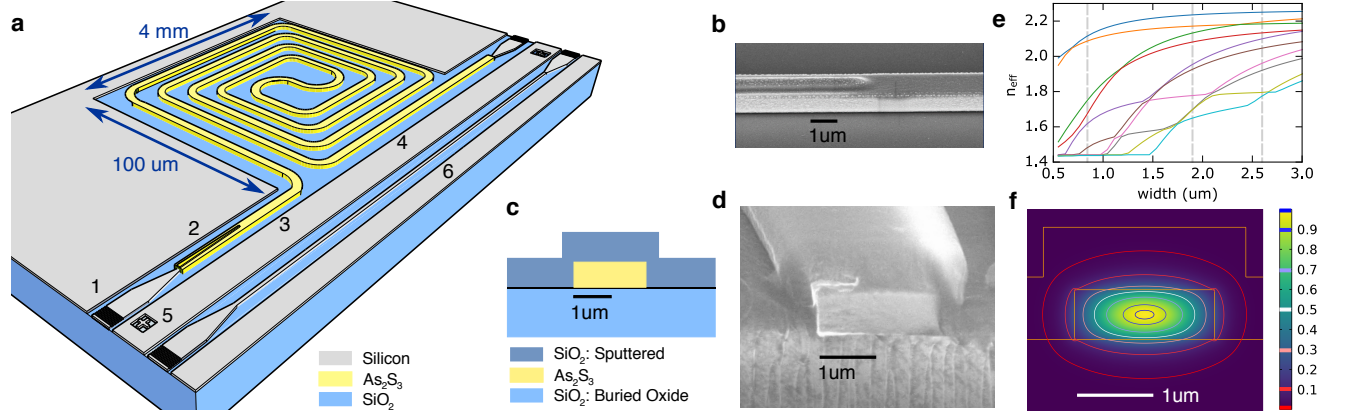 a
4 mm
100 um
1
2
3
4
5
6
Silicon
As₂S₃
SiO₂
b
1um
c
1um
SiO₂: Sputtered
As₂S₃
SiO₂: Buried Oxide
d
1um
e
n_eff
2.2
2.0
1.8
1.6
1.4
0.5 1.0 1.5 2.0 2.5 3.0
width (um)
f
1um
0.9
0.8
0.7
0.6
0.5
0.4
0.3
0.2
0.1